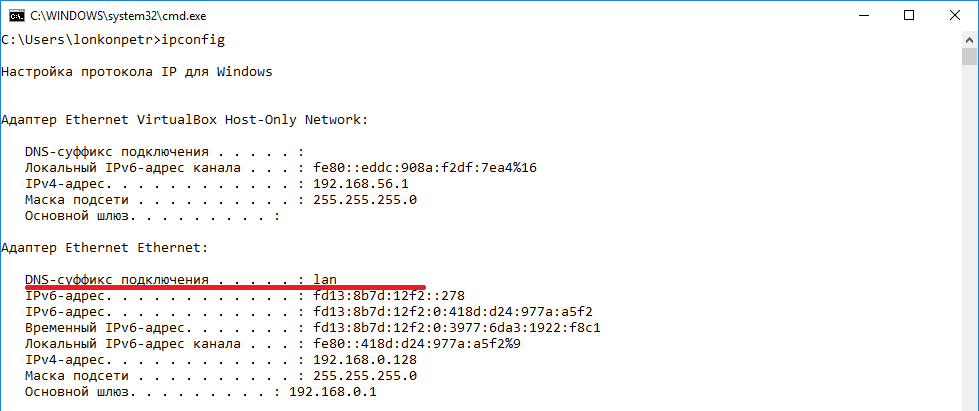 C:\WINDOWS\system32\cmd.exe
C:\Users\lonkonpetr>ipconfig
Настройка протокола IP для Windows
Адаптер Ethernet VirtualBox Host-Only Network:
DNS-суффикс подключения . . . . . :
Локальный IPv6-адрес канала . . . : fe80::eddc:908a:f2df:7ea4%16
IPv4-адрес. . . . . . . . . . . . : 192.168.56.1
Маска подсети . . . . . . . . . . : 255.255.255.0
Основной шлюз. . . . . . . . . :
Адаптер Ethernet Ethernet:
DNS-суффикс подключения . . . . . : lan
IPv6-адрес. . . . . . . . . . . . : fd13:8b7d:12f2::278
IPv6-адрес. . . . . . . . . . . . : fd13:8b7d:12f2:0:418d:d24:977a:a5f2
Временный IPv6-адрес. . . . . . . : fd13:8b7d:12f2:0:3977:6da3:1922:f8c1
Локальный IPv6-адрес канала . . . : fe80::418d:d24:977a:a5f2%9
IPv4-адрес. . . . . . . . . . . . : 192.168.0.128
Маска подсети . . . . . . . . . . : 255.255.255.0
Основной шлюз. . . . . . . . . : 192.168.0.1